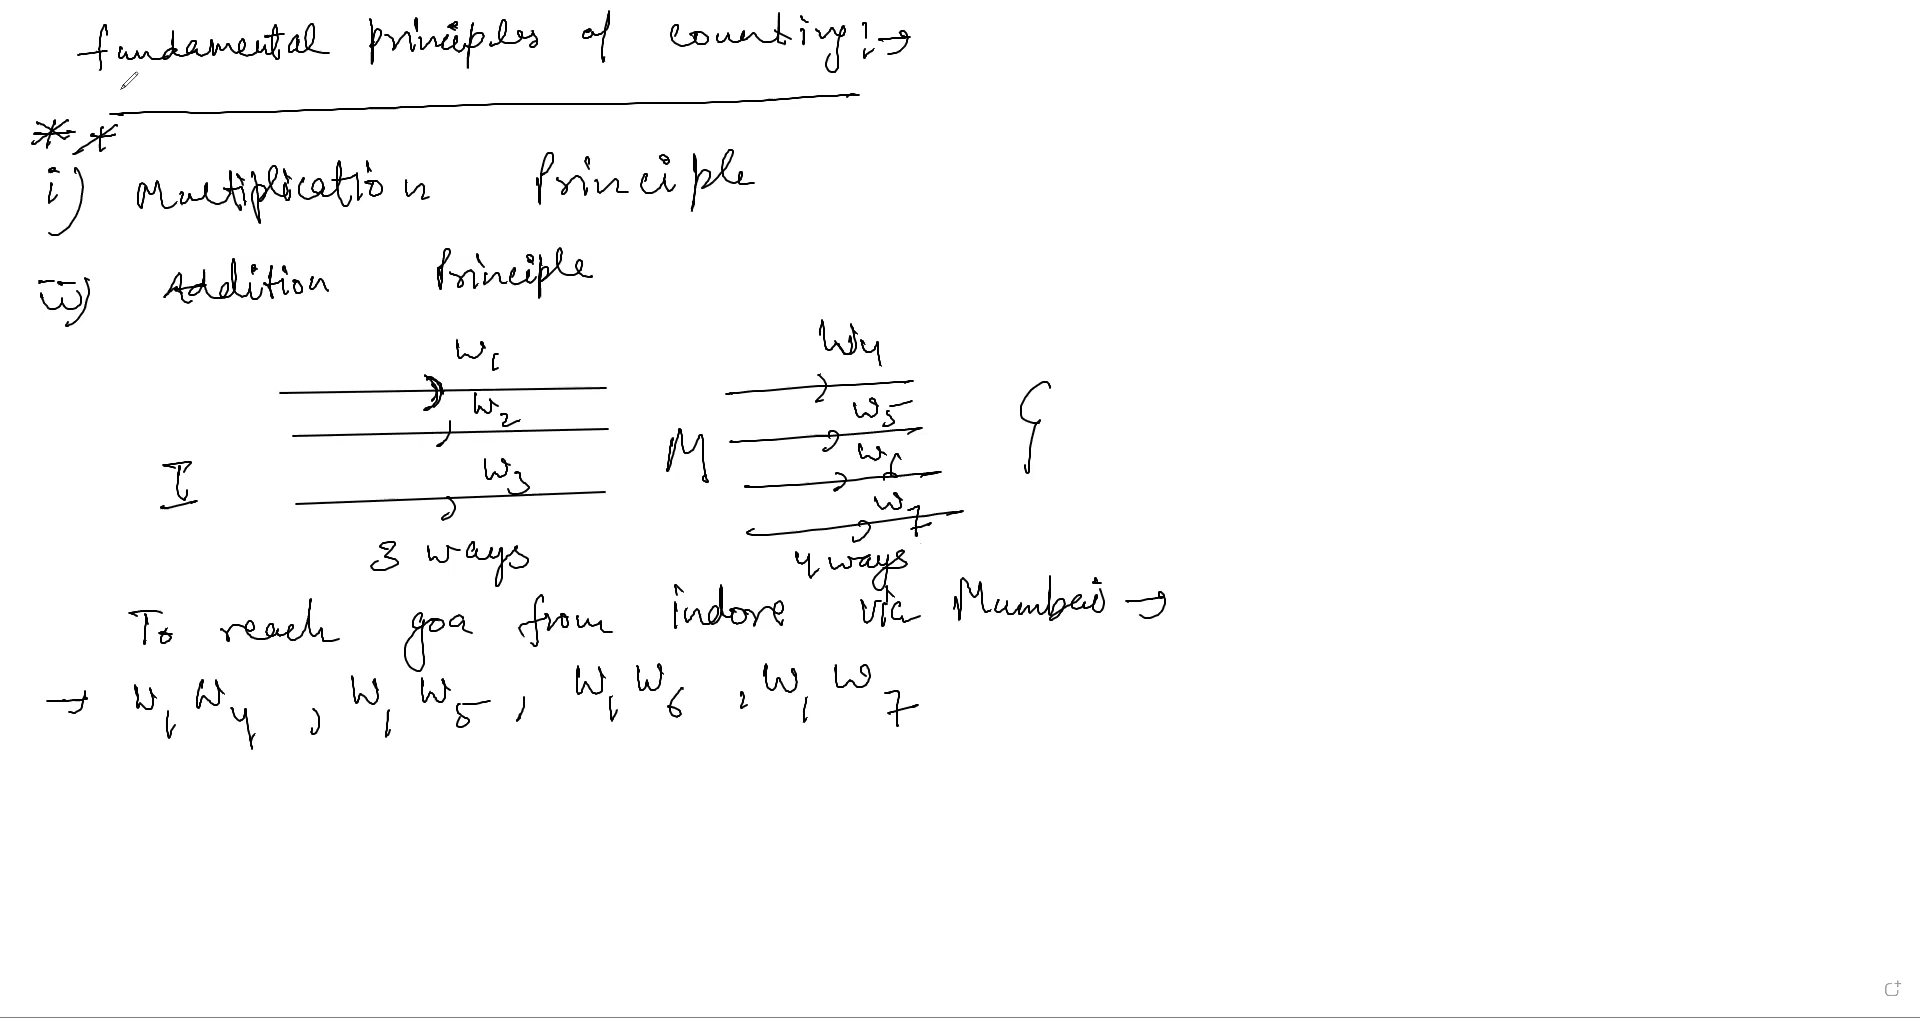 fundamental principles of counting :→
**
i) Multiplication Principle
ii) Addition Principle
W1
W2
W3
I
3 ways
M
W4
W5
W6
W7
4 ways
G
To reach goa from indore via Mumbai →
→ W1 W4 , W1 W5 , W1 W6 , W1 W7